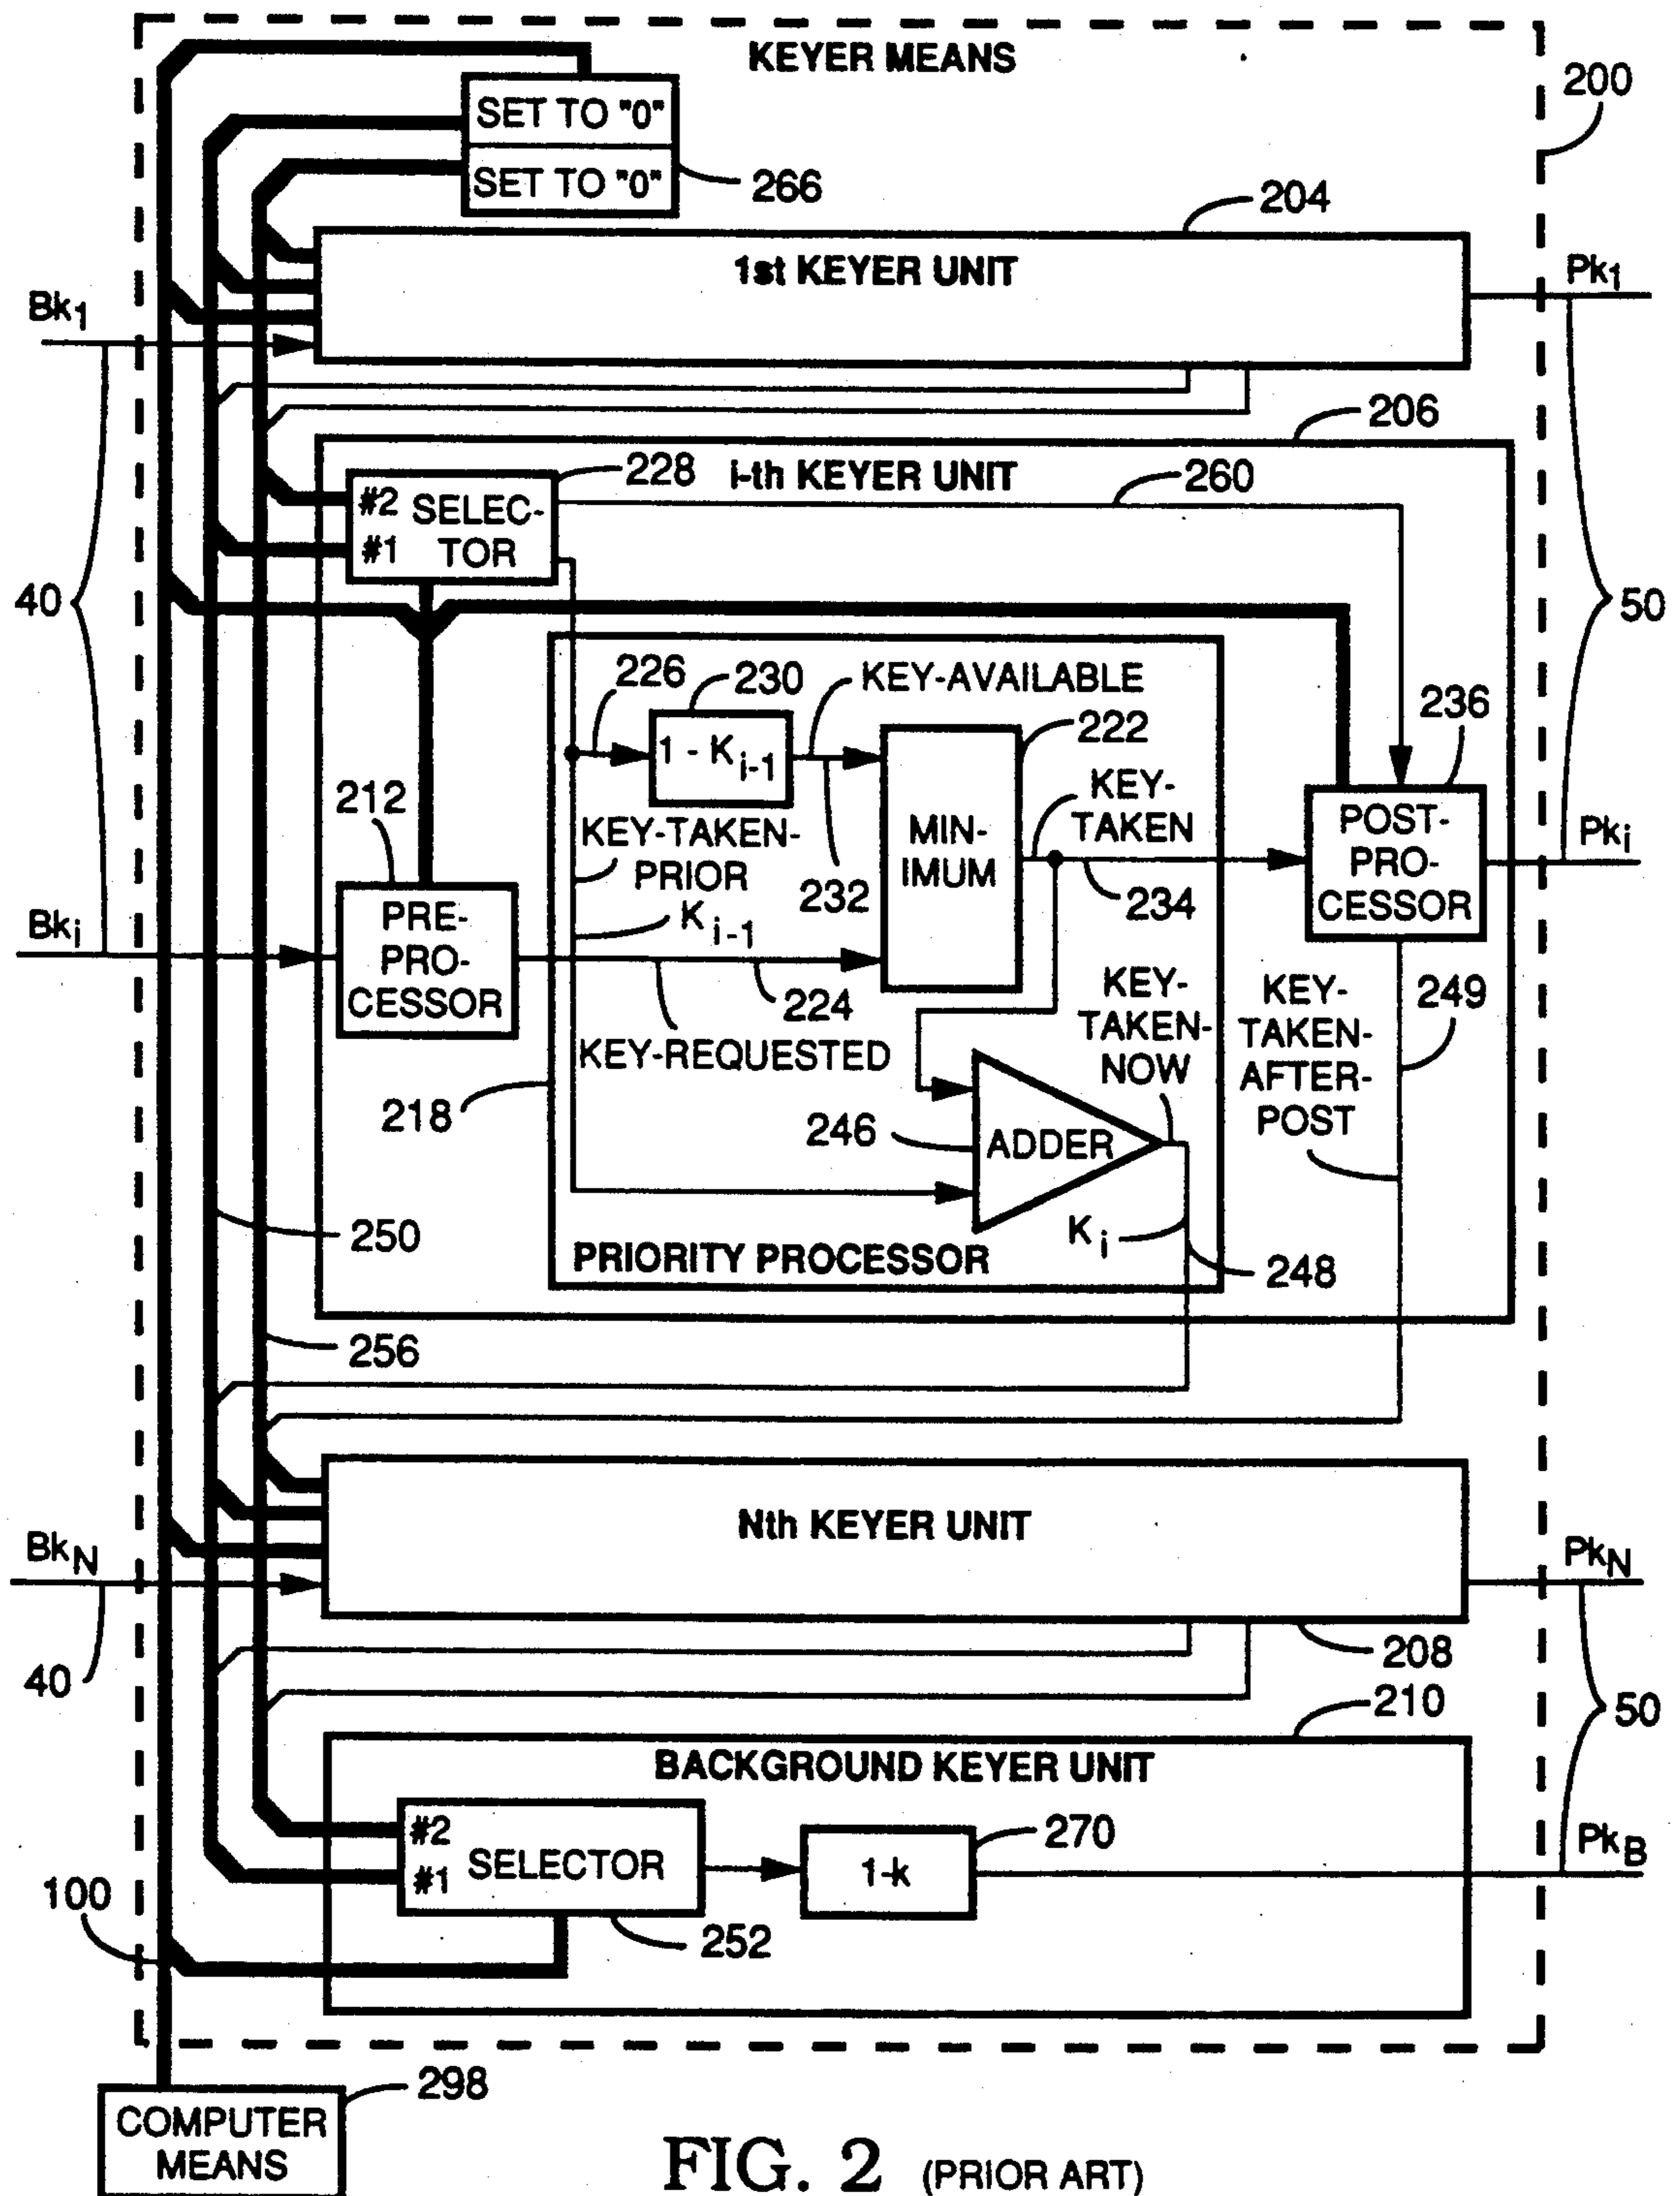 KEYER MEANS
200
SET TO "0"
SET TO "0"
266
204
1st KEYER UNIT
Pk1
Bk1
206
228
i-th KEYER UNIT
260
#2 SELEC-
#1 TOR
40
50
226
230
KEY-AVAILABLE
236
222
1 - K i-1
212
KEY-
TAKEN
POST-
PRO-
CESSOR
Pki
KEY-TAKEN-
PRIOR
MIN-
IMUM
232
234
K i-1
Bki
PRE-
PRO-
CESSOR
224
KEY-
TAKEN-
NOW
KEY-
TAKEN-
AFTER-
POST
249
KEY-REQUESTED
218
246
ADDER
250
K i
PRIORITY PROCESSOR
248
256
Nth KEYER UNIT
BkN
PkN
40
208
210
50
BACKGROUND KEYER UNIT
#2
SELECTOR
#1
270
1-k
PkB
100
252
298
COMPUTER
MEANS
FIG. 2 (PRIOR ART)